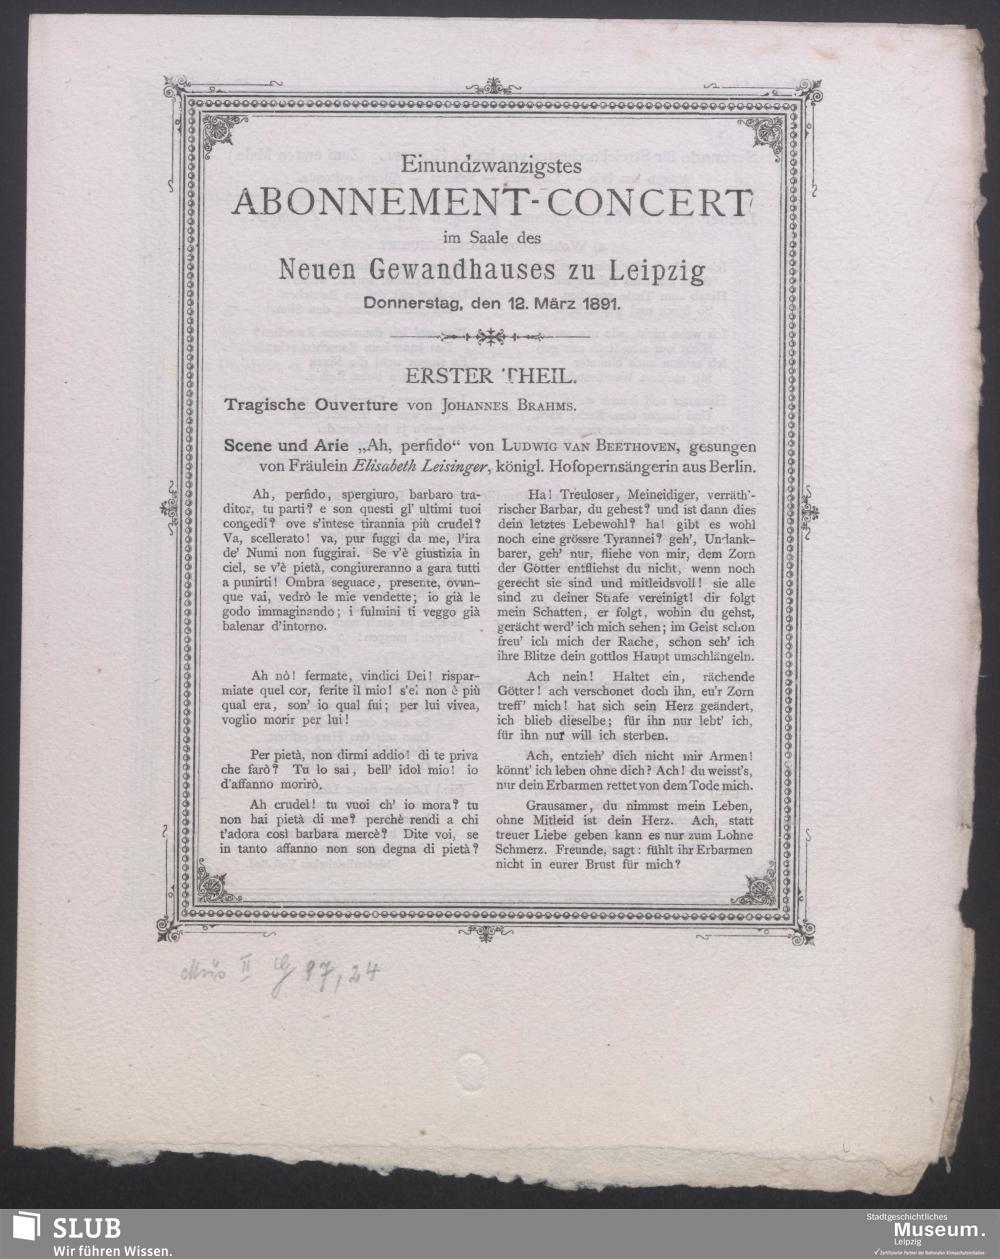 Einundzwanzigstes
ABONNEMENT-CONCERT
im Saale des
Neuen Gewandhauses zu Leipzig
Donnerstag, den 12. März 1891.
ERSTER THEIL.
Tragische Ouverture von JOHANNES BRAHMS.
Scene und Arie „Ah, perfido“ von LUDWIG VAN BEETHOVEN, gesungen
von Fräulein Elisabeth Leisinger, königl. Hofopernsängerin aus Berlin.
Ah, perfido, spergiuro, barbaro tra-
ditor, tu parti? e son questi gl' ultimi tuoi
congedi? ove s'intese tirannia più crudel?
Va, scellerato! va, pur fuggi da me, l'ira
de' Numi non fuggirai. Se v'è giustizia in
ciel, se v'è pietà, congiureranno a gara tutti
a punirti! Ombra seguace, presente, ovun-
que vai, vedrò le mie vendette; io già le
godo immaginando; i fulmini ti veggo già
balenar d'intorno.
Ah nò! fermate, vindici Dei! rispar-
miate quel cor, ferite il mio! s'ei non è più
qual era, son' io qual fui; per lui vivea,
voglio morir per lui!
Per pietà, non dirmi addio! di te priva
che farò? Tu lo sai, bell' idol mio! io
d'affanno morirò.
Ah crudel! tu vuoi ch' io mora? tu
non hai pietà di me? perchè rendi a chi
t'adora così barbara mercè? Dite voi, se
in tanto affanno non son degna di pietà?
Ha! Treuloser, Meineidiger, verräth'-
rischer Barbar, du gehest? und ist dann dies
dein letztes Lebewohl? ha! gibt es wohl
noch eine grössre Tyrannei? geh', Undank-
barer, geh' nur, fliehe von mir, dem Zorn
der Götter entfliehst du nicht, wenn noch
gerecht sie sind und mitleidsvoll! sie alle
sind zu deiner Strafe vereinigt! dir folgt
mein Schatten, er folgt, wohin du gehst,
gerächt werd' ich mich sehen; im Geist schon
freu' ich mich der Rache, schon seh' ich
ihre Blitze dein gottlos Haupt umschlängeln.
Ach nein! Haltet ein, rächende
Götter! ach verschonet doch ihn, eu'r Zorn
treff' mich! hat sich sein Herz geändert,
ich blieb dieselbe; für ihn nur lebt' ich,
für ihn nur will ich sterben.
Ach, entzieh' dich nicht mir Armen!
könnt' ich leben ohne dich? Ach! du weisst's,
nur dein Erbarmen rettet von dem Tode mich.
Grausamer, du nimmst mein Leben,
ohne Mitleid ist dein Herz. Ach, statt
treuer Liebe geben kann es nur zum Lohne
Schmerz. Freunde, sagt: fühlt ihr Erbarmen
nicht in eurer Brust für mich?
II 97, 24
SLUB
Wir führen Wissen.
Stadtgeschichtliches
Museum.
Leipzig
Zertifizierter Partner der Nationalen Klimaschutzinitiative